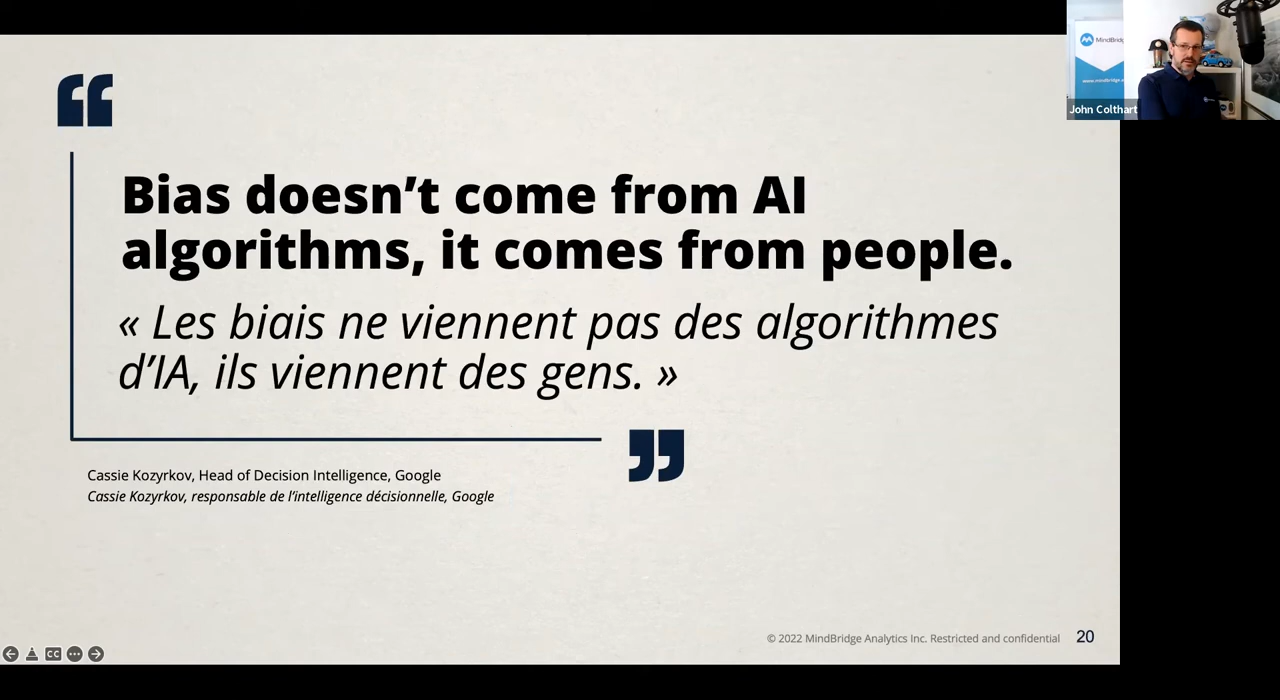 “
Bias doesn’t come from AI
algorithms, it comes from people.
« Les biais ne viennent pas des algorithmes
d’IA, ils viennent des gens. »
”
Cassie Kozyrkov, Head of Decision Intelligence, Google
Cassie Kozyrkov, responsable de l’intelligence décisionnelle, Google
© 2022 MindBridge Analytics Inc. Restricted and confidential 20
CC
John Colthart